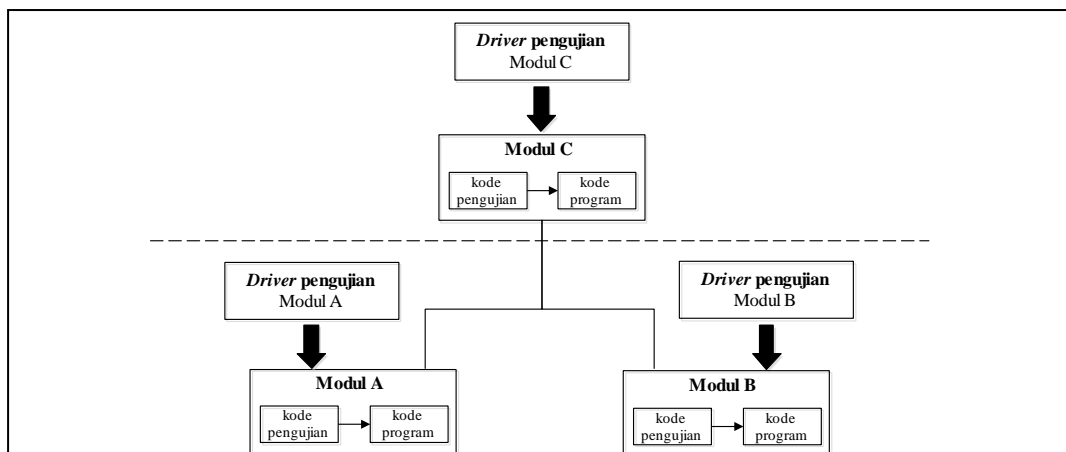 Driver pengujian
Modul C
Modul C
kode
pengujian
kode
program
Driver pengujian
Modul A
Driver pengujian
Modul B
Modul A
kode
pengujian
kode
program
Modul B
kode
pengujian
kode
program